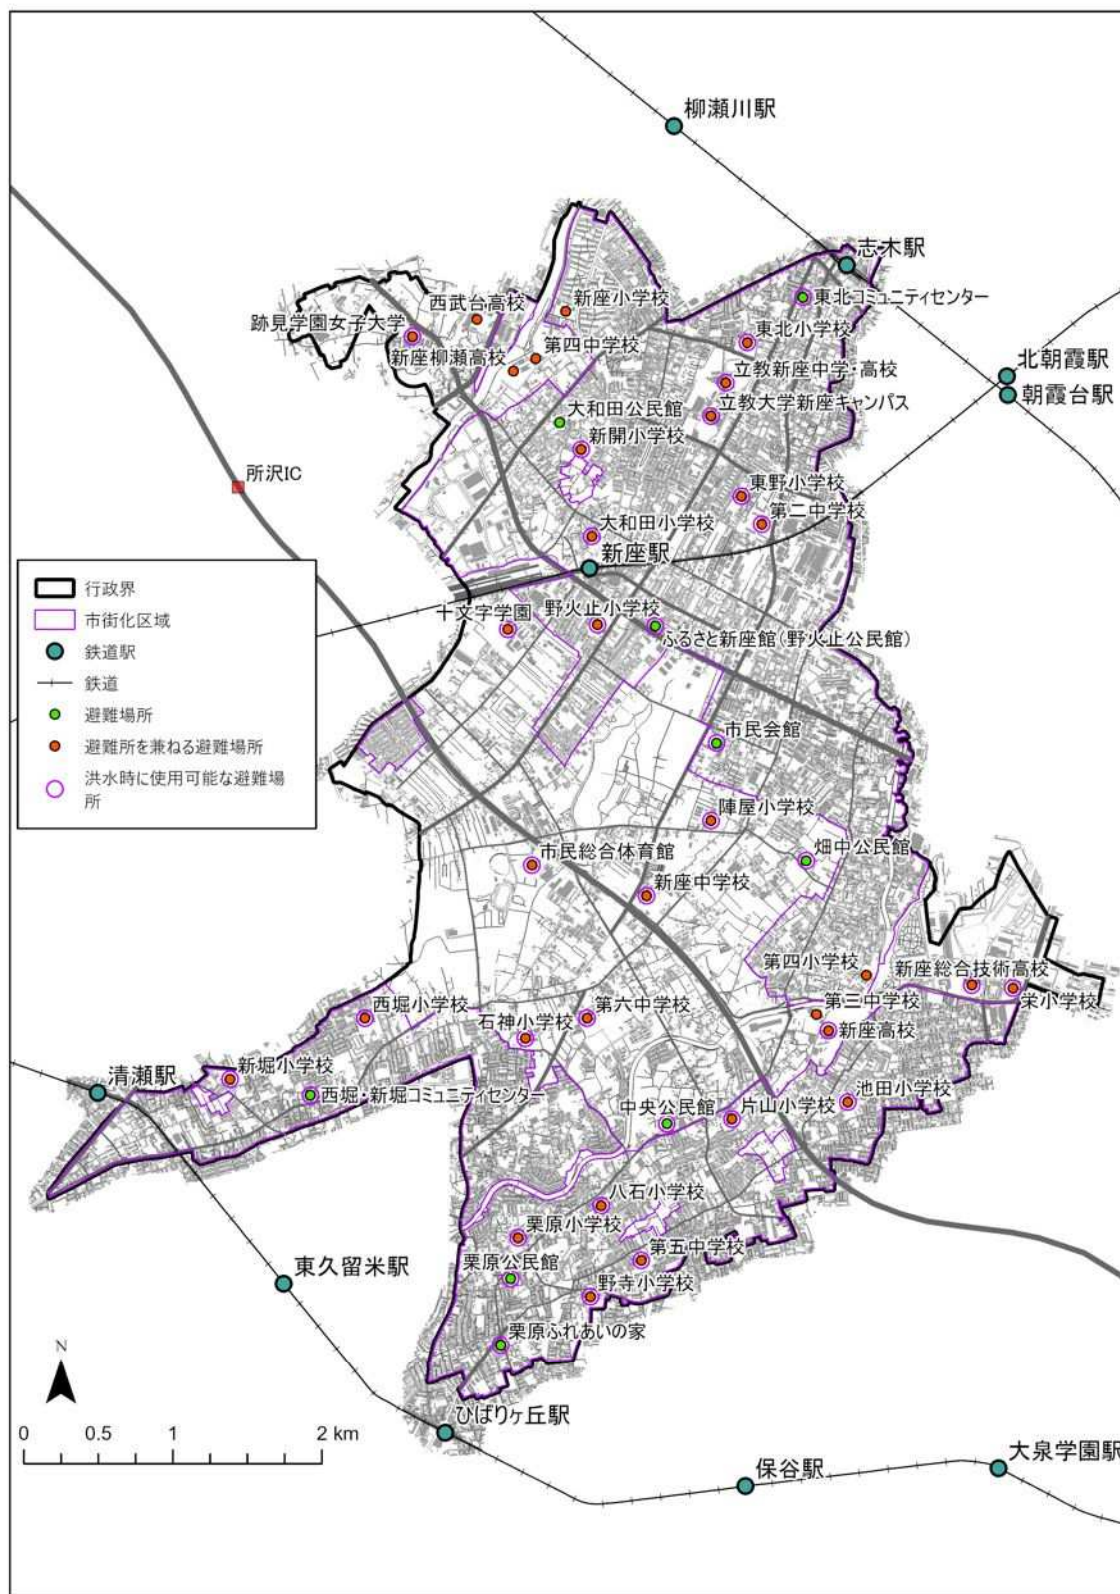 柳瀬川駅
志木駅
西武台高校
新座小学校
東北コミュニティセンター
跡見学園女子大学
東北小学校
新座柳瀬高校
第四中学校
北朝霞駅
立教新座中学・高校
朝霞台駅
大和田公民館
立教大学新座キャンパス
新開小学校
所沢IC
東野小学校
大和田小学校
第二中学校
新座駅
行政界
市街化区域
鉄道駅
鉄道
避難場所
避難所を兼ねる避難場所
洪水時に使用可能な避難場
所
十文字学園
野火止小学校
ふるさと新座館(野火止公民館)
市民会館
陣屋小学校
畑中公民館
市民総合体育館
新座中学校
第四小学校
新座総合技術高校
西堀小学校
第六中学校
第三中学校
栄小学校
石神小学校
新座高校
新堀小学校
清瀬駅
西堀・新堀コミュニティセンター
池田小学校
中央公民館
片山小学校
八石小学校
栗原小学校
第五中学校
栗原公民館
東久留米駅
野寺小学校
栗原ふれあいの家
N
0 0.5 1 2 km
ひばりヶ丘駅
保谷駅
大泉学園駅